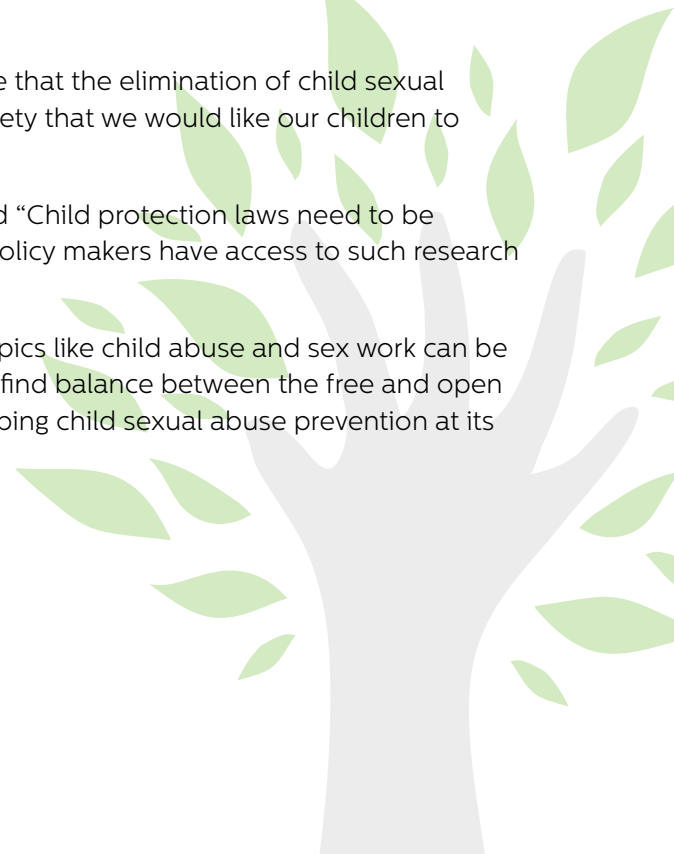 that the elimination of child sexual
ety that we would like our children to
“Child protection laws need to be
olicy makers have access to such research
pics like child abuse and sex work can be
find balance between the free and open
ping child sexual abuse prevention at its